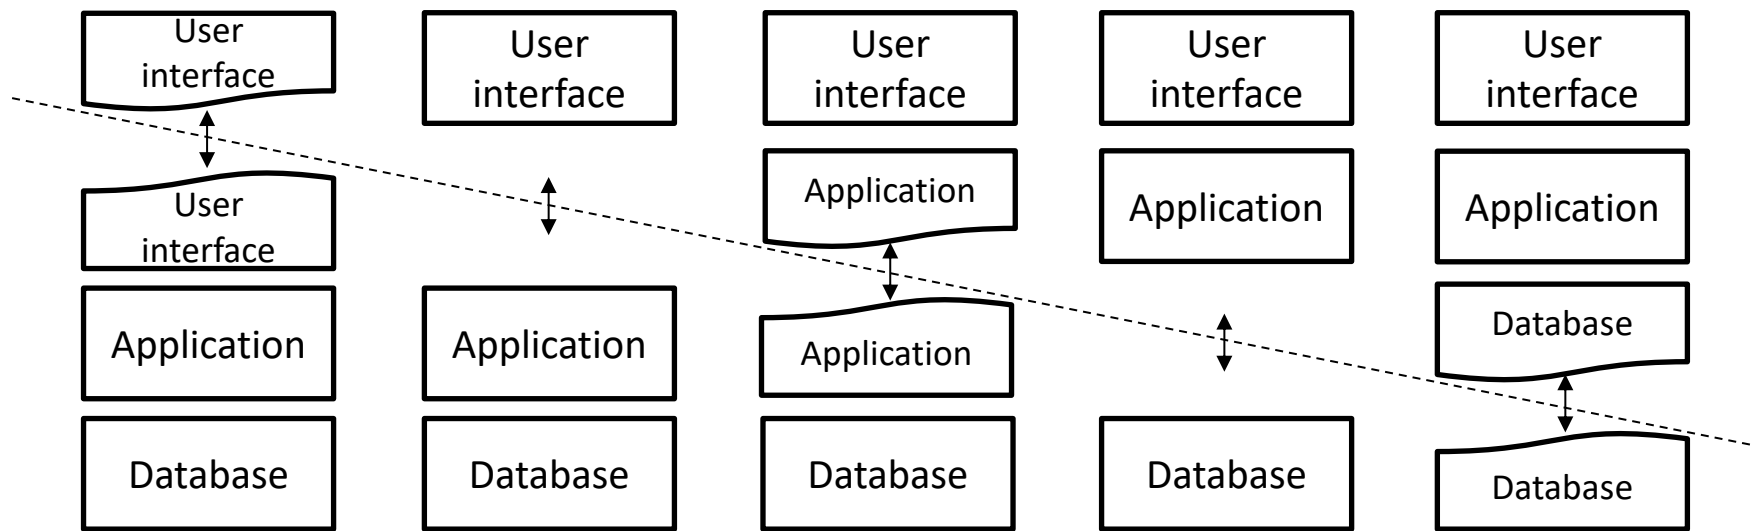 User
interface
User
interface
Application
Database
User
interface
Application
Database
User
interface
Application
Application
Database
User
interface
Application
Database
User
interface
Application
Database
Database